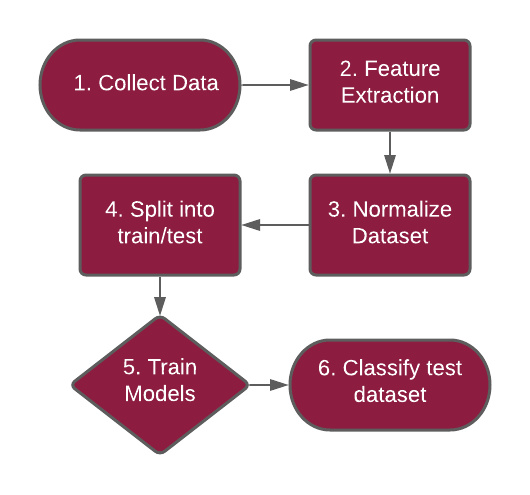 1. Collect Data
2. Feature
Extraction
3. Normalize
Dataset
4. Split into
train/test
5. Train
Models
6. Classify test
dataset